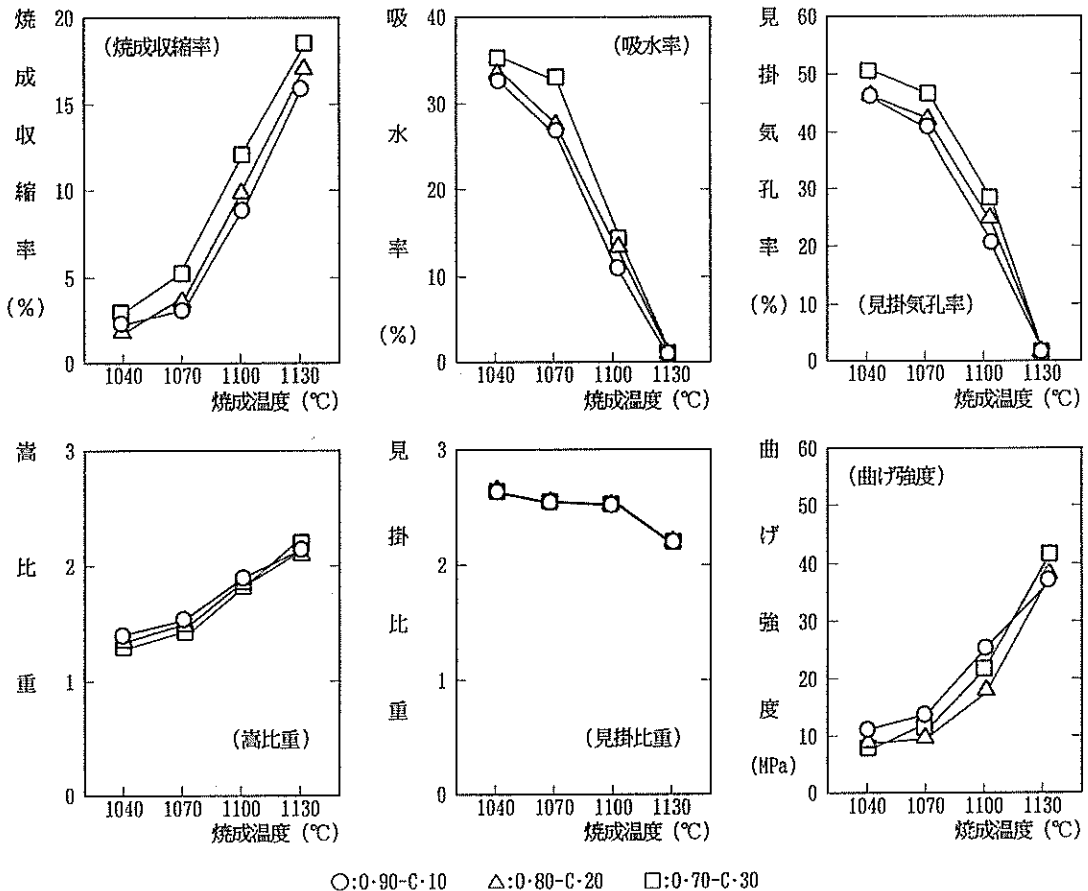 焼成収縮率
(%)
20
15
10
5
0
(焼成収縮率)
1040 1070 1100 1130
焼成温度 (℃)
吸水率
(%)
40
30
20
10
0
(吸水率)
1040 1070 1100 1130
焼成温度 (℃)
見掛気孔率
(%)
60
50
40
30
20
10
0
(見掛気孔率)
1040 1070 1100 1130
焼成温度 (℃)
嵩比重
3
2
1
0
(嵩比重)
1040 1070 1100 1130
焼成温度 (℃)
見掛比重
3
2
1
0
(見掛比重)
1040 1070 1100 1130
焼成温度 (℃)
曲げ強度
(MPa)
60
50
40
30
20
10
0
(曲げ強度)
1040 1070 1100 1130
焼成温度 (℃)
○:O·90-C·10 △:O·80-C·20 □:O·70-C·30